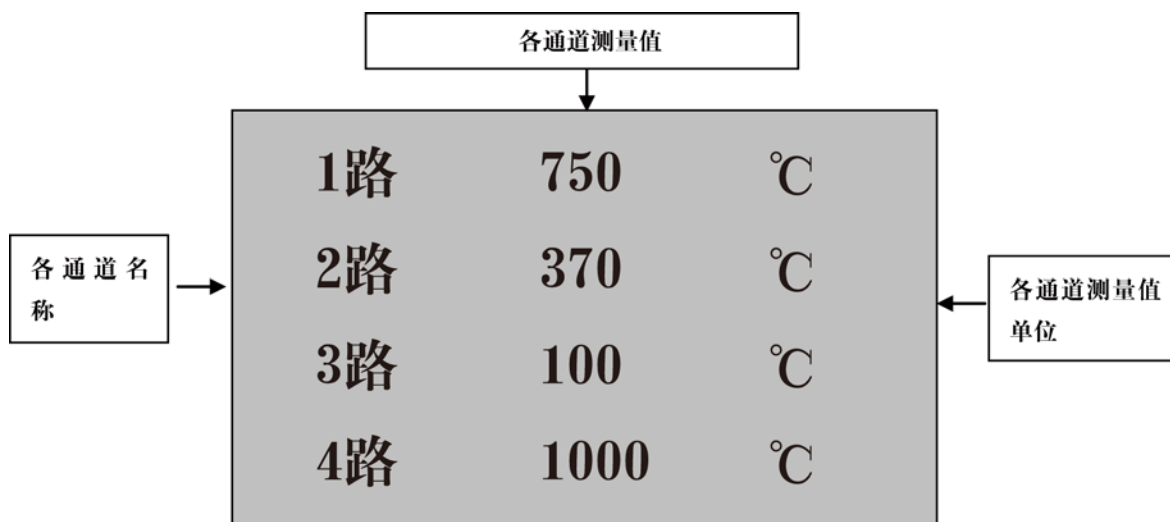 各通道测量值
1路 750 ℃
2路 370 ℃
各通道名
称
各通道测量值
单位
3路 100 ℃
4路 1000 ℃